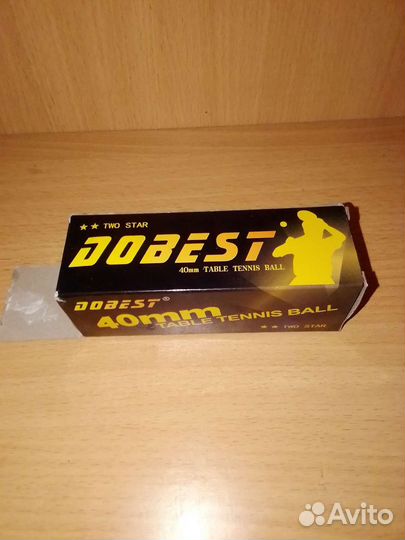 ★★ TWO STAR
DOBEST
40mm TABLE TENNIS BALL
DOBEST®
40mm
TABLE TENNIS BALL
★★ TWO STAR
Avito